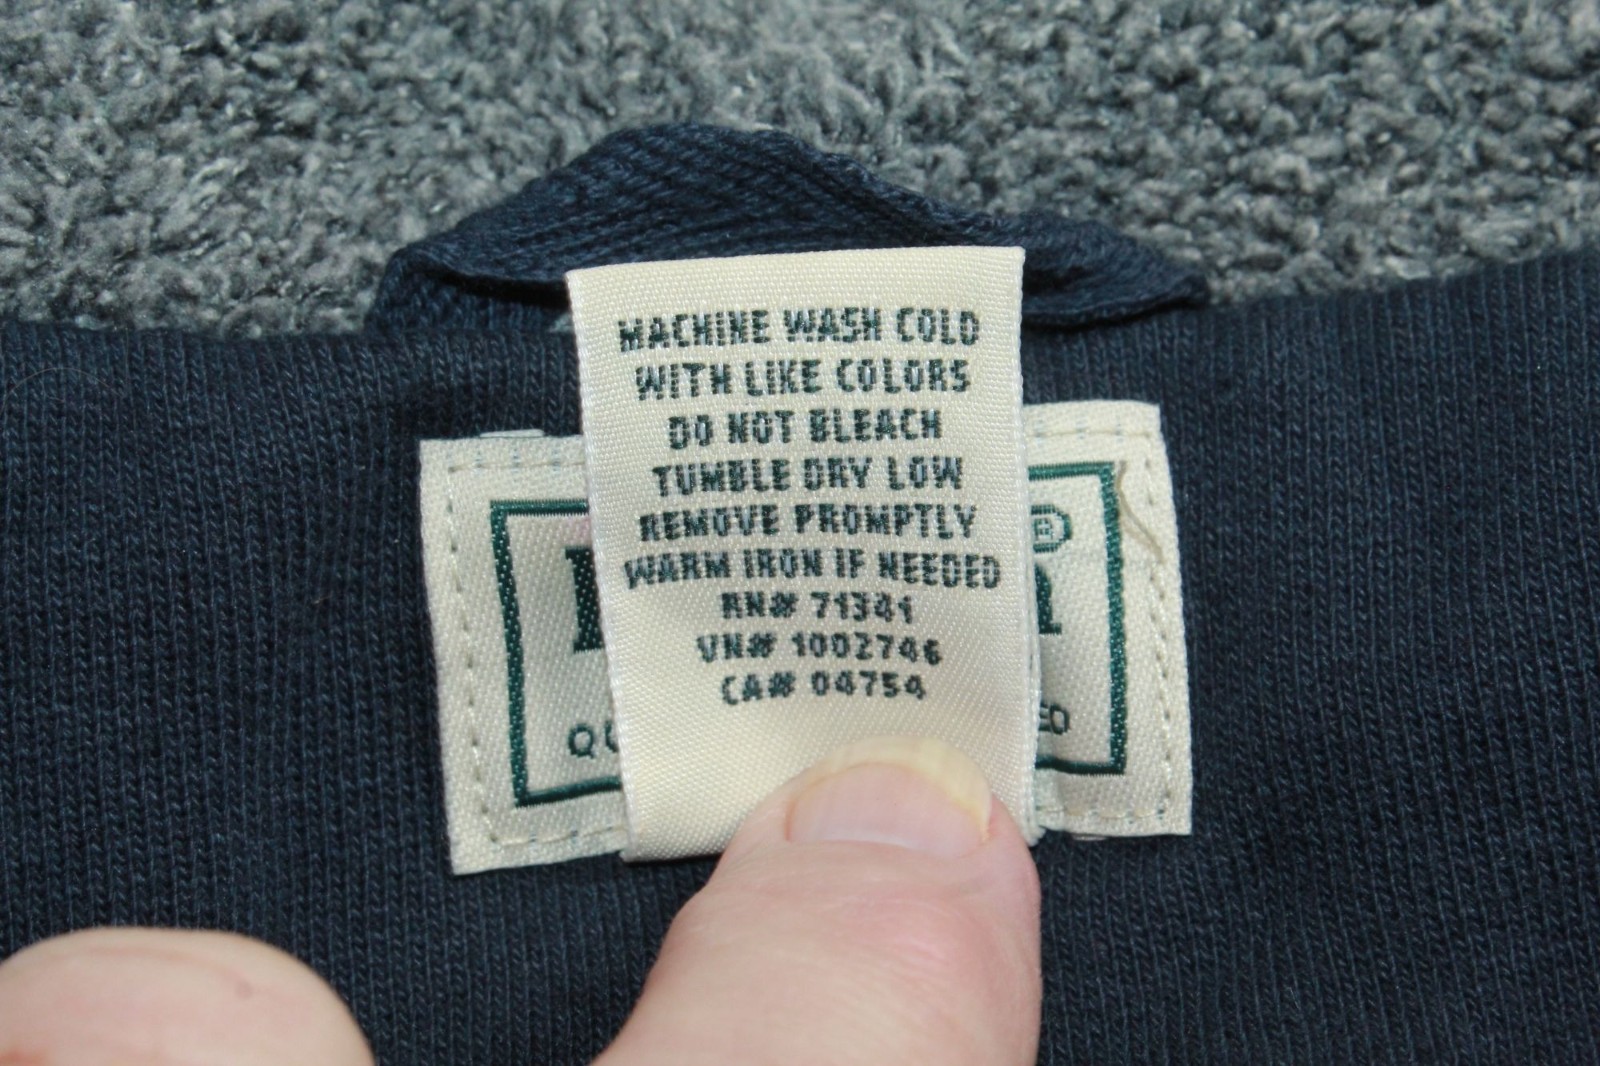 MACHINE WASH COLD
WITH LIKE COLORS
DO NOT BLEACH
TUMBLE DRY LOW
REMOVE PROMPTLY
WARM IRON IF NEEDED
RN# 71341
VN# 1002746
CA# 04754
®